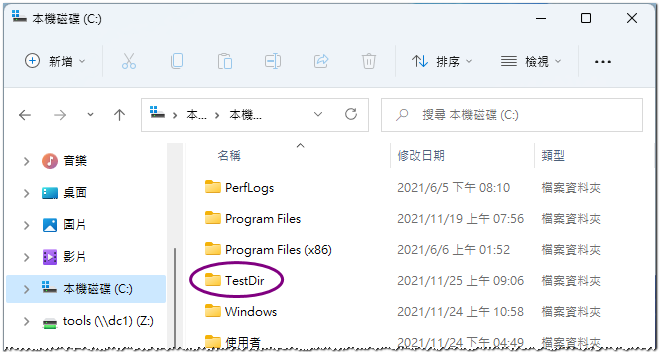 本機磁碟 (C:)
新增 排序 檢視
本... 本機... 搜尋 本機磁碟 (C:)
名稱 修改日期 類型
音樂
桌面
圖片
影片
本機磁碟 (C:)
tools (\\dc1) (Z:)
PerfLogs 2021/6/5 下午 08:10 檔案資料夾
Program Files 2021/11/19 上午 07:56 檔案資料夾
Program Files (x86) 2021/6/6 上午 01:52 檔案資料夾
TestDir 2021/11/25 上午 09:06 檔案資料夾
Windows 2021/11/24 上午 10:58 檔案資料夾
使用者 2021/11/24 下午 04:49 檔案資料夾